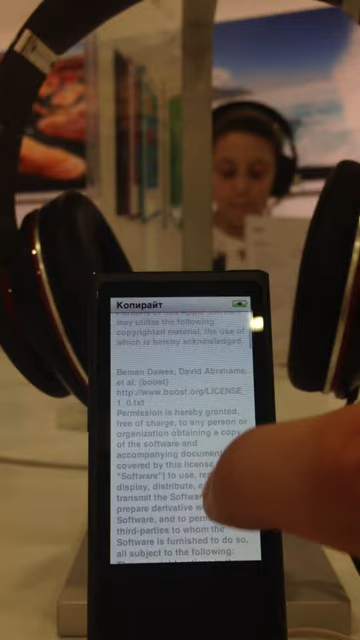 Копирайт
may utilise the following
copyrighted material, the use of
which is hereby acknowledged.
Beman Dawes, David Abrahams,
et al. (boost)
http://www.boost.org/LICENSE_
1_0.txt
Permission is hereby granted,
free of charge, to any person or
organization obtaining a copy
of the software and
accompanying
covered by this license
"Software") to use,
display, distribute,
transmit the Software
prepare derivative
Software, and to
third-parties to whom the
Software is furnished to do so,
all subject to the following: